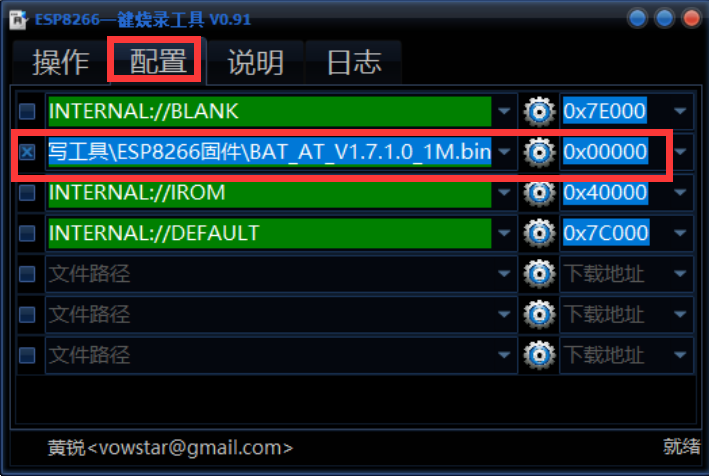 ESP8266一键烧录工具 V0.91
操作 配置 说明 日志
INTERNAL://BLANK 0x7E000
写工具\ESP8266固件\BAT_AT_V1.7.1.0_1M.bin 0x00000
INTERNAL://IROM 0x40000
INTERNAL://DEFAULT 0x7C000
文件路径 下载地址
文件路径 下载地址
文件路径 下载地址
黄锐<vowstar@gmail.com> 就绪